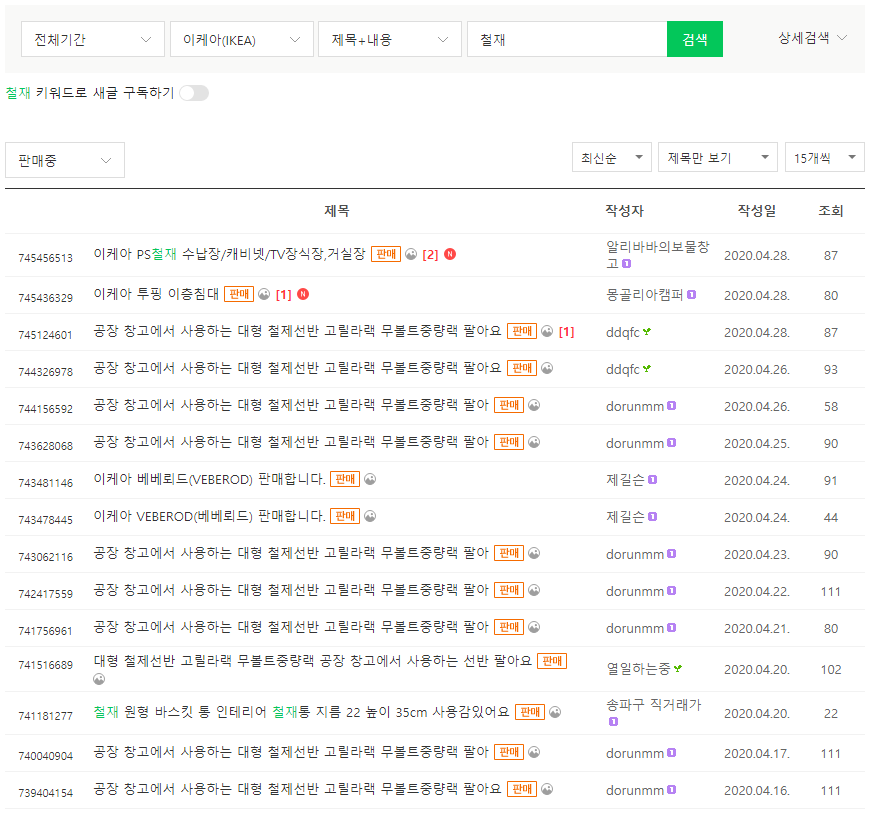 전체기간 이케아(IKEA) 제목+내용 철재 검색 상세검색
철재 키워드로 새글 구독하기
판매중 최신순 제목만 보기 15개씩
제목 작성자 작성일 조회
745456513 이케아 PS철재 수납장/캐비넷/TV장식장,거실장 판매 [2] N 알리바바의보물창고 1 2020.04.28. 87
745436329 이케아 투핑 이층침대 판매 [1] N 몽골리아캠퍼 1 2020.04.28. 80
745124601 공장 창고에서 사용하는 대형 철제선반 고릴라랙 무볼트중량랙 팔아요 판매 [1] ddqfc 2020.04.28. 87
744326978 공장 창고에서 사용하는 대형 철제선반 고릴라랙 무볼트중량랙 팔아요 판매 ddqfc 2020.04.26. 93
744156592 공장 창고에서 사용하는 대형 철제선반 고릴라랙 무볼트중량랙 팔아 판매 dorunmm 1 2020.04.26. 58
743628068 공장 창고에서 사용하는 대형 철제선반 고릴라랙 무볼트중량랙 팔아 판매 dorunmm 1 2020.04.25. 90
743481146 이케아 베베뢰드(VEBEROD) 판매합니다. 판매 제길슨 1 2020.04.24. 91
743478445 이케아 VEBEROD(베베뢰드) 판매합니다. 판매 제길슨 1 2020.04.24. 44
743062116 공장 창고에서 사용하는 대형 철제선반 고릴라랙 무볼트중량랙 팔아 판매 dorunmm 1 2020.04.23. 90
742417559 공장 창고에서 사용하는 대형 철제선반 고릴라랙 무볼트중량랙 팔아 판매 dorunmm 1 2020.04.22. 111
741756961 공장 창고에서 사용하는 대형 철제선반 고릴라랙 무볼트중량랙 팔아 판매 dorunmm 1 2020.04.21. 80
741516689 대형 철제선반 고릴라랙 무볼트중량랙 공장 창고에서 사용하는 선반 팔아요 판매 열일하는중 2020.04.20. 102
741181277 철재 원형 바스킷 통 인테리어 철재통 지름 22 높이 35cm 사용감있어요 판매 송파구 직거래가 1 2020.04.20. 22
740040904 공장 창고에서 사용하는 대형 철제선반 고릴라랙 무볼트중량랙 팔아 판매 dorunmm 1 2020.04.17. 111
739404154 공장 창고에서 사용하는 대형 철제선반 고릴라랙 무볼트중량랙 팔아요 판매 dorunmm 1 2020.04.16. 111